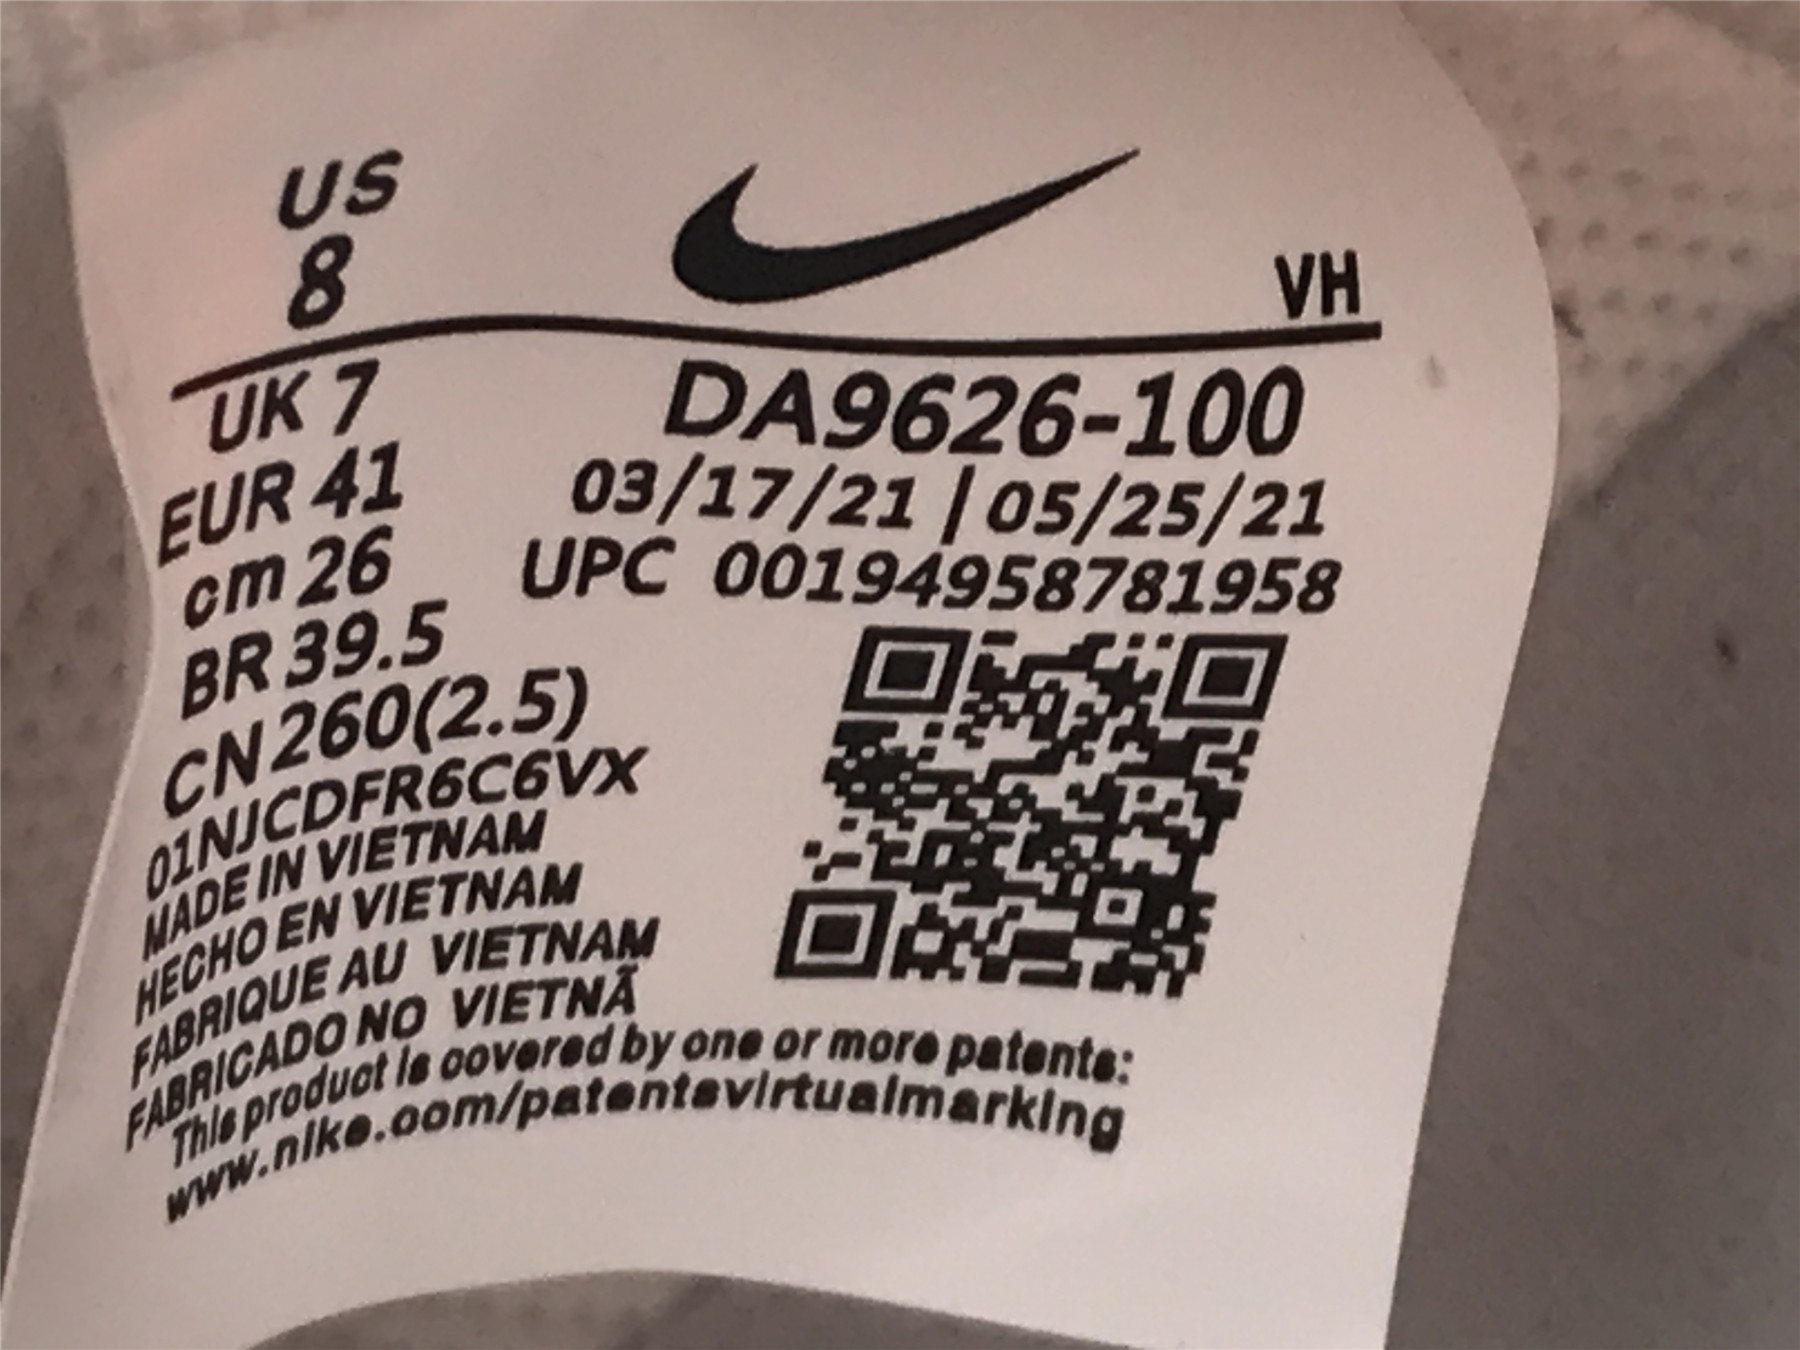 US
8
VH
UK 7
EUR 41
cm 26
BR 39.5
CN 260(2.5)
01NJCDFR6C6VX
MADE IN VIETNAM
HECHO EN VIETNAM
FABRIQUE AU VIETNAM
FABRICADO NO VIETNÃ
DA9626-100
03/17/21 | 05/25/21
UPC 00194958781958
This product is covered by one or more patents:
www.nike.com/patentsvirtualmarking